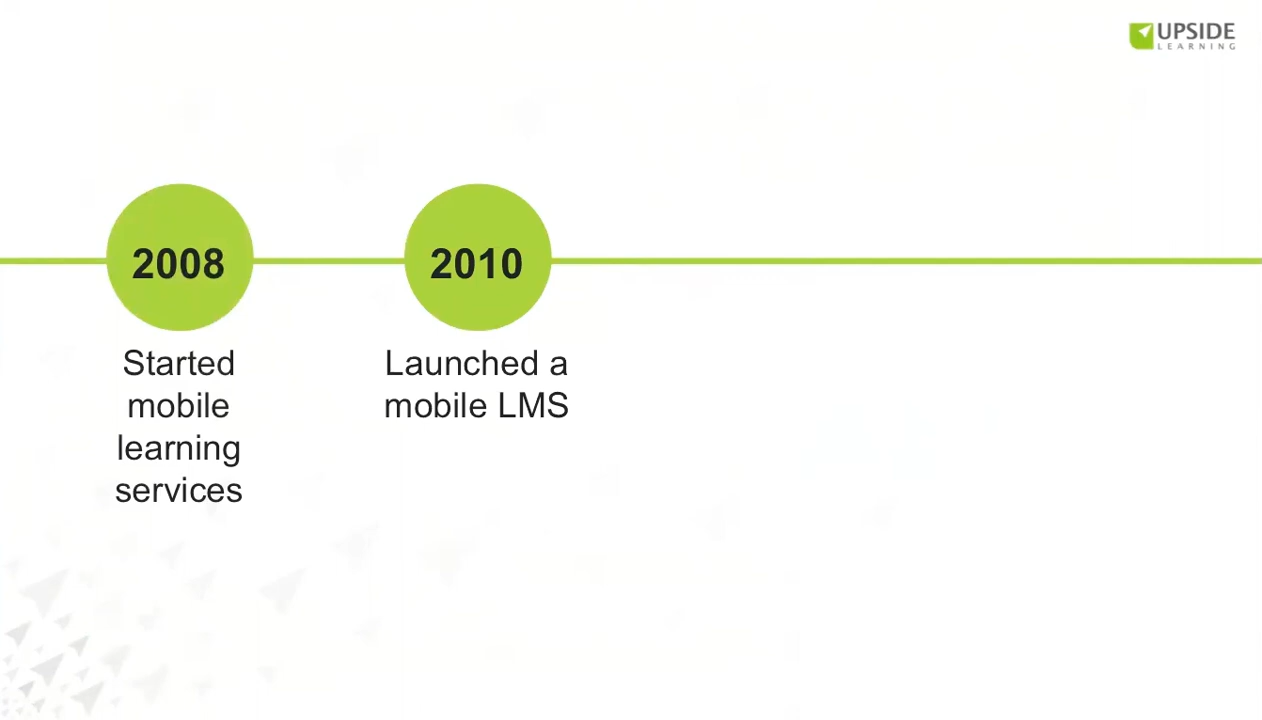 UPSIDE
LEARNING
2008
2010
Started
mobile
learning
services
Launched a
mobile LMS